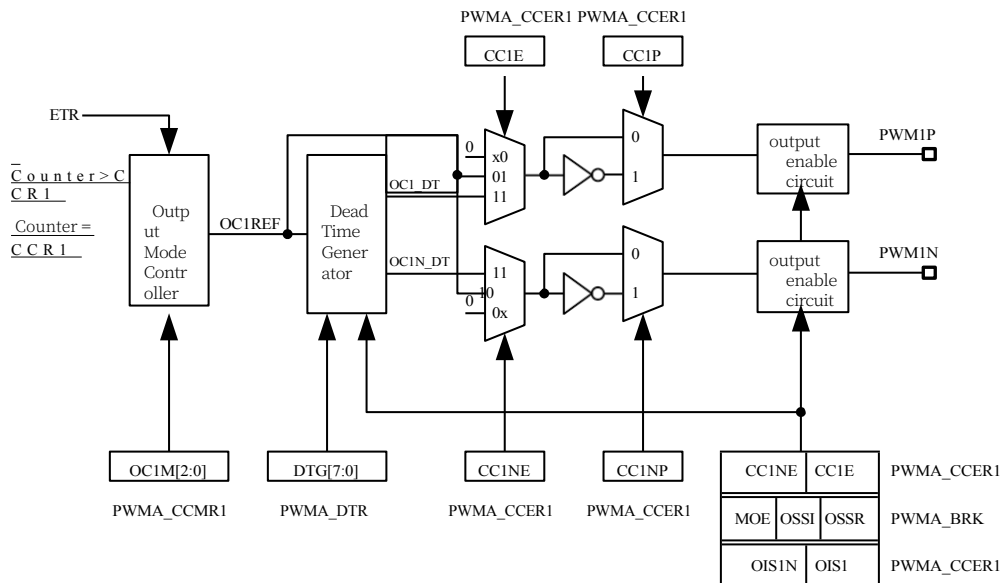 PWMA_CCER1 PWMA_CCER1
CC1E CC1P
ETR
Counter>C
CR1
Counter=
CCR1
Outp
ut
Mode
Contr
oller
OC1REF
Dead
Time
Gener
ator
OC1_DT
OC1N_DT
0
x0
01
11
11
10
0
0x
0
1
0
1
output
enable
circuit
PWM1P
output
enable
circuit
PWM1N
OC1M[2:0] DTG[7:0] CC1NE CC1NP
PWMA_CCMR1 PWMA_DTR PWMA_CCER1 PWMA_CCER1
CC1NE CC1E PWMA_CCER1
MOE OSSI OSSR PWMA_BRK
OIS1N OIS1 PWMA_CCER1